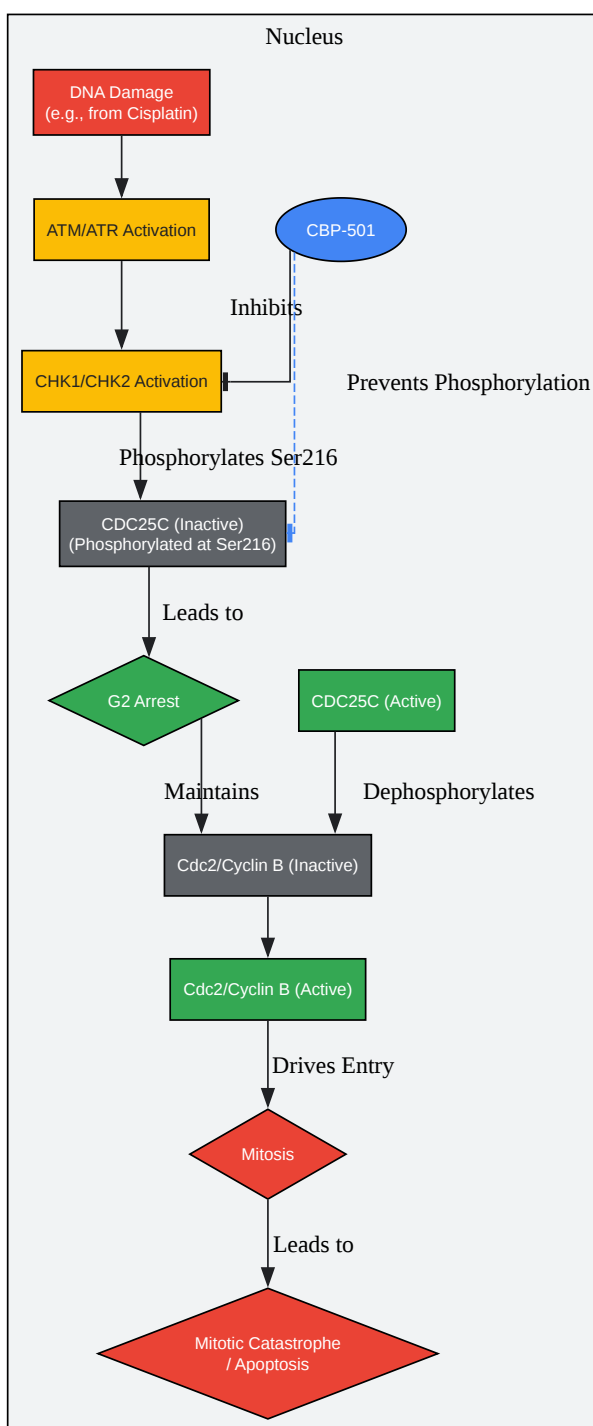 Nucleus
DNA Damage
(e.g., from Cisplatin)
ATM/ATR Activation
CBP-501
Inhibits
CHK1/CHK2 Activation
Prevents Phosphorylation
Phosphorylates Ser216
CDC25C (Inactive)
(Phosphorylated at Ser216)
Leads to
G2 Arrest
CDC25C (Active)
Maintains
Dephosphorylates
Cdc2/Cyclin B (Inactive)
Cdc2/Cyclin B (Active)
Drives Entry
Mitosis
Leads to
Mitotic Catastrophe
/ Apoptosis